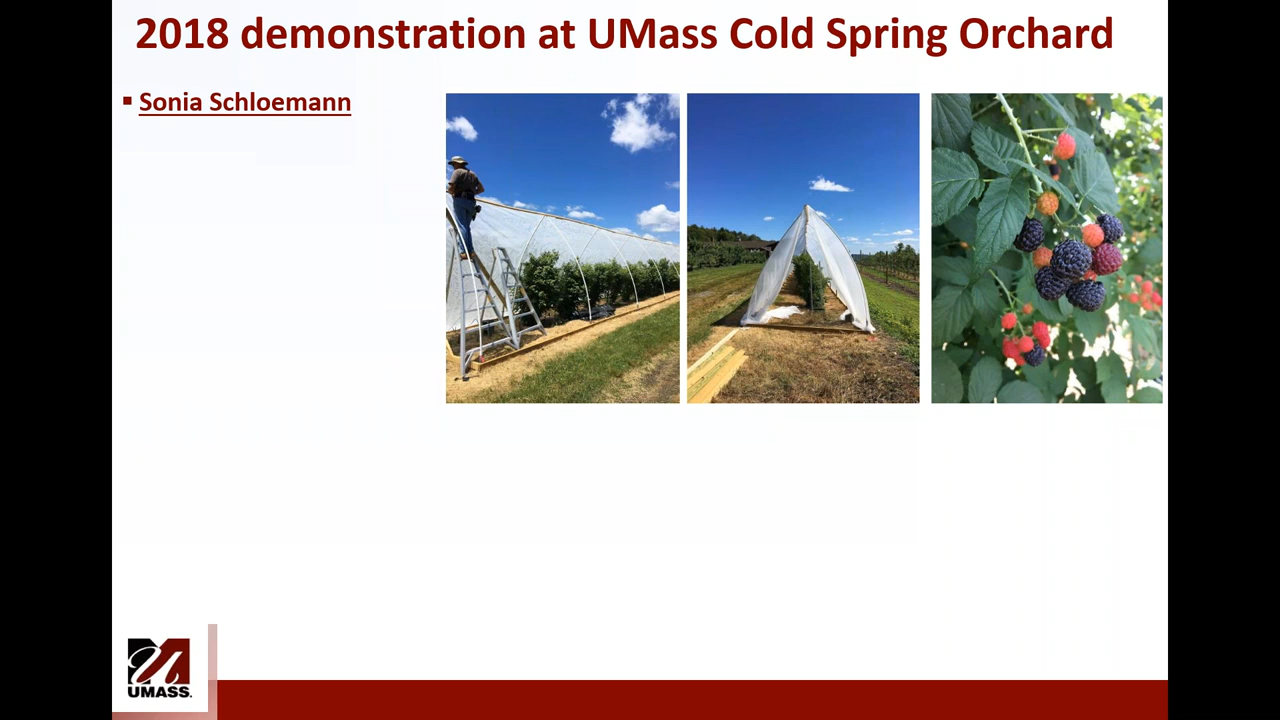 2018 demonstration at UMass Cold Spring Orchard
Sonia Schloemann
UMASS.